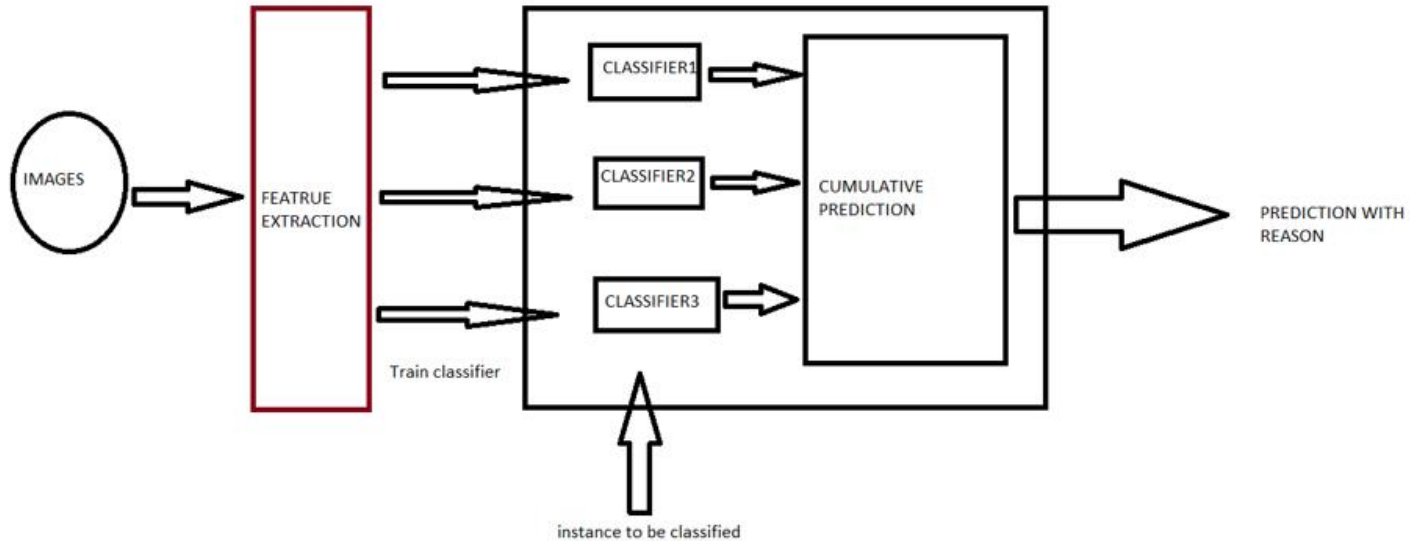 IMAGES
FEATRUE
EXTRACTION
Train classifier
CLASSIFIER1
CLASSIFIER2
CLASSIFIER3
instance to be classified
CUMULATIVE
PREDICTION
PREDICTION WITH
REASON